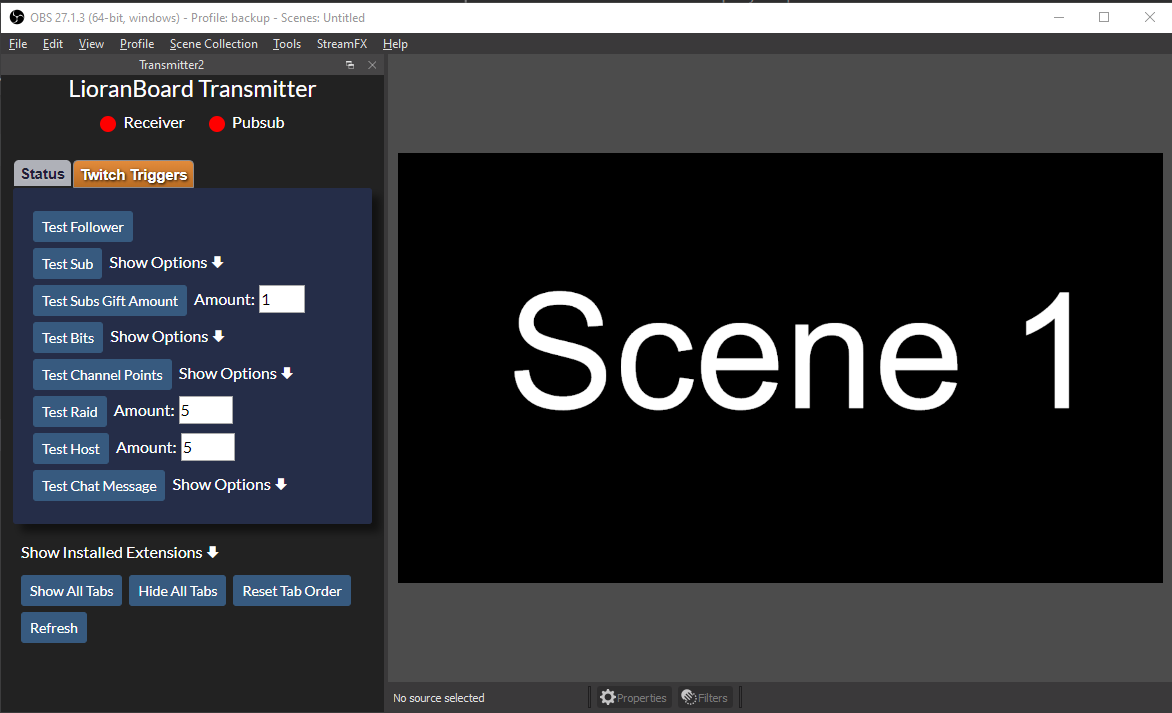 OBS 27.1.3 (64-bit, windows) - Profile: backup - Scenes: Untitled
File Edit View Profile Scene Collection Tools StreamFX Help
Transmitter2
LioranBoard Transmitter
Receiver Pubsub
Status Twitch Triggers
Test Follower
Test Sub Show Options
Test Subs Gift Amount Amount: 1
Test Bits Show Options
Test Channel Points Show Options
Test Raid Amount: 5
Test Host Amount: 5
Test Chat Message Show Options
Show Installed Extensions
Show All Tabs Hide All Tabs Reset Tab Order
Refresh
Scene 1
No source selected Properties Filters